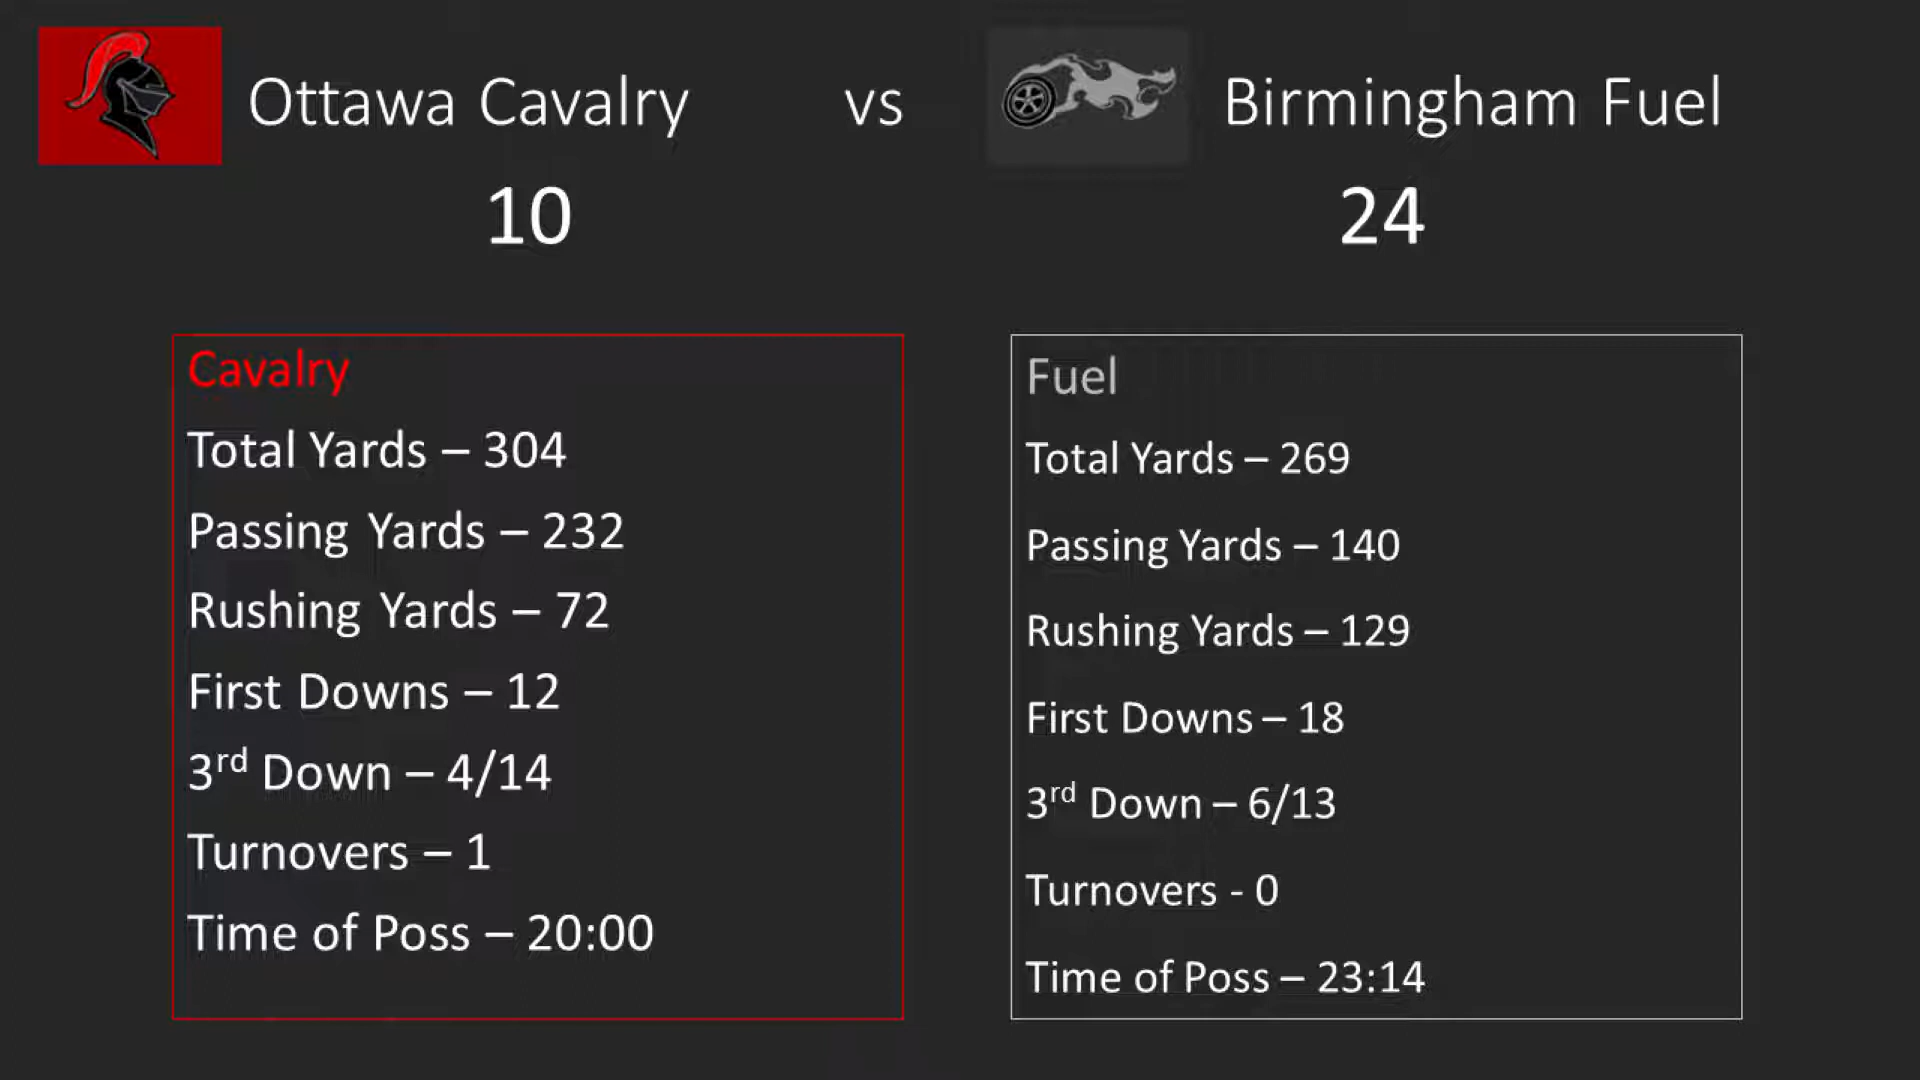 Ottawa Cavalry vs Birmingham Fuel
10 24
Cavalry
Total Yards – 304
Passing Yards – 232
Rushing Yards – 72
First Downs – 12
3rd Down – 4/14
Turnovers – 1
Time of Poss – 20:00
Fuel
Total Yards – 269
Passing Yards – 140
Rushing Yards – 129
First Downs – 18
3rd Down – 6/13
Turnovers - 0
Time of Poss – 23:14